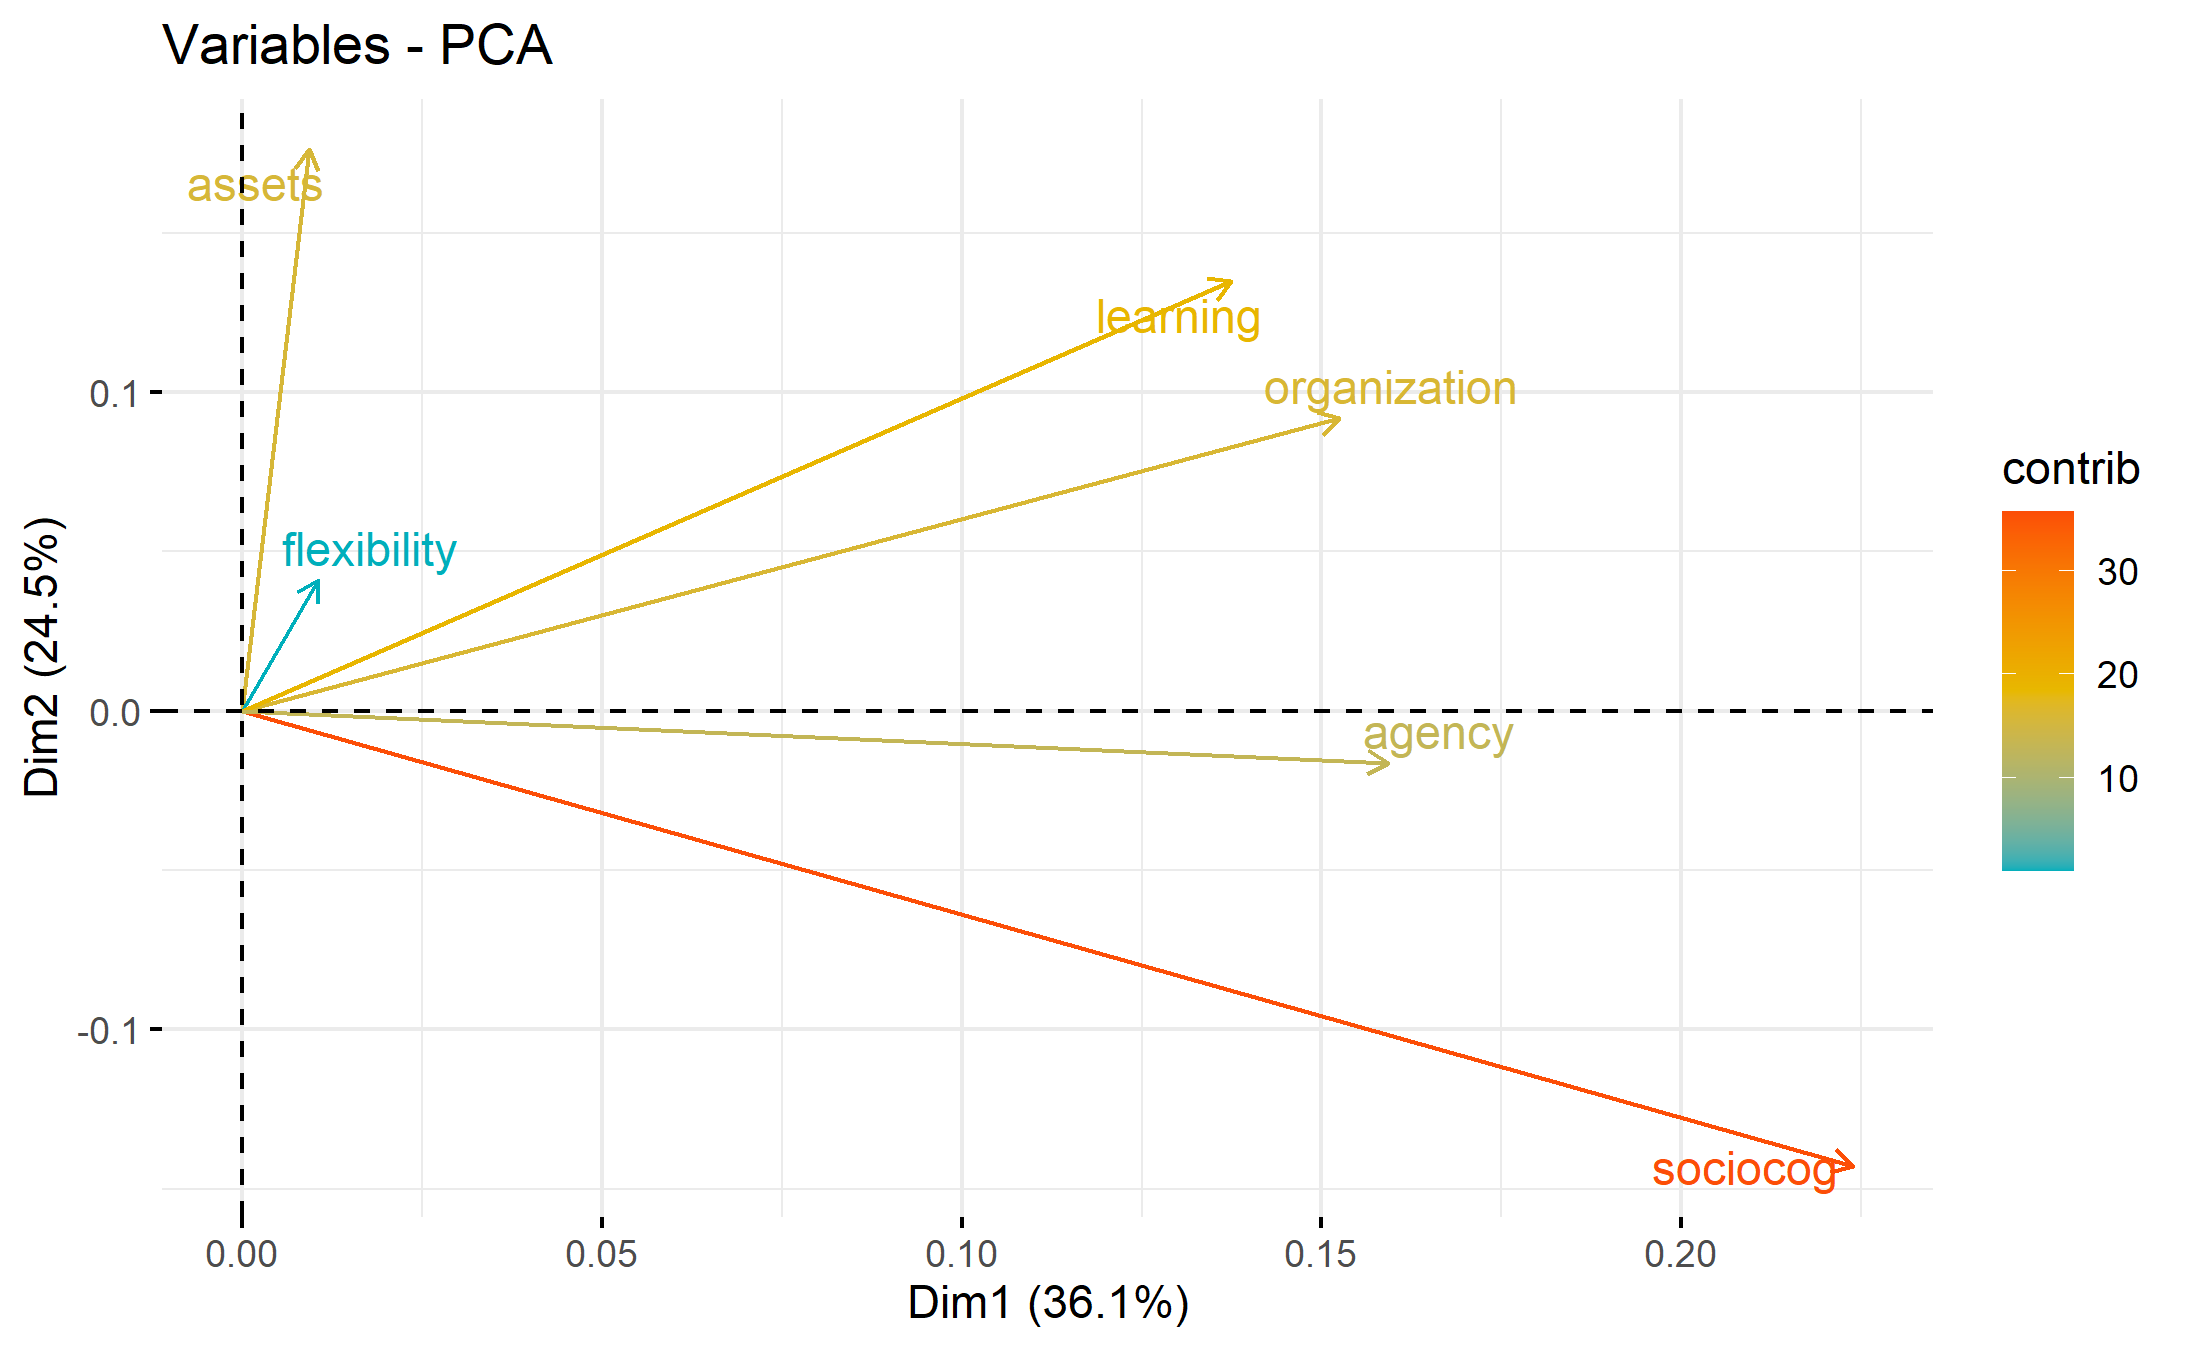 Variables - PCA
assets
learning
organization
flexibility
agency
sociocog
0.1
0.0
-0.1
Dim2 (24.5%)
0.00
0.05
0.10
0.15
0.20
Dim1 (36.1%)
contrib
30
20
10